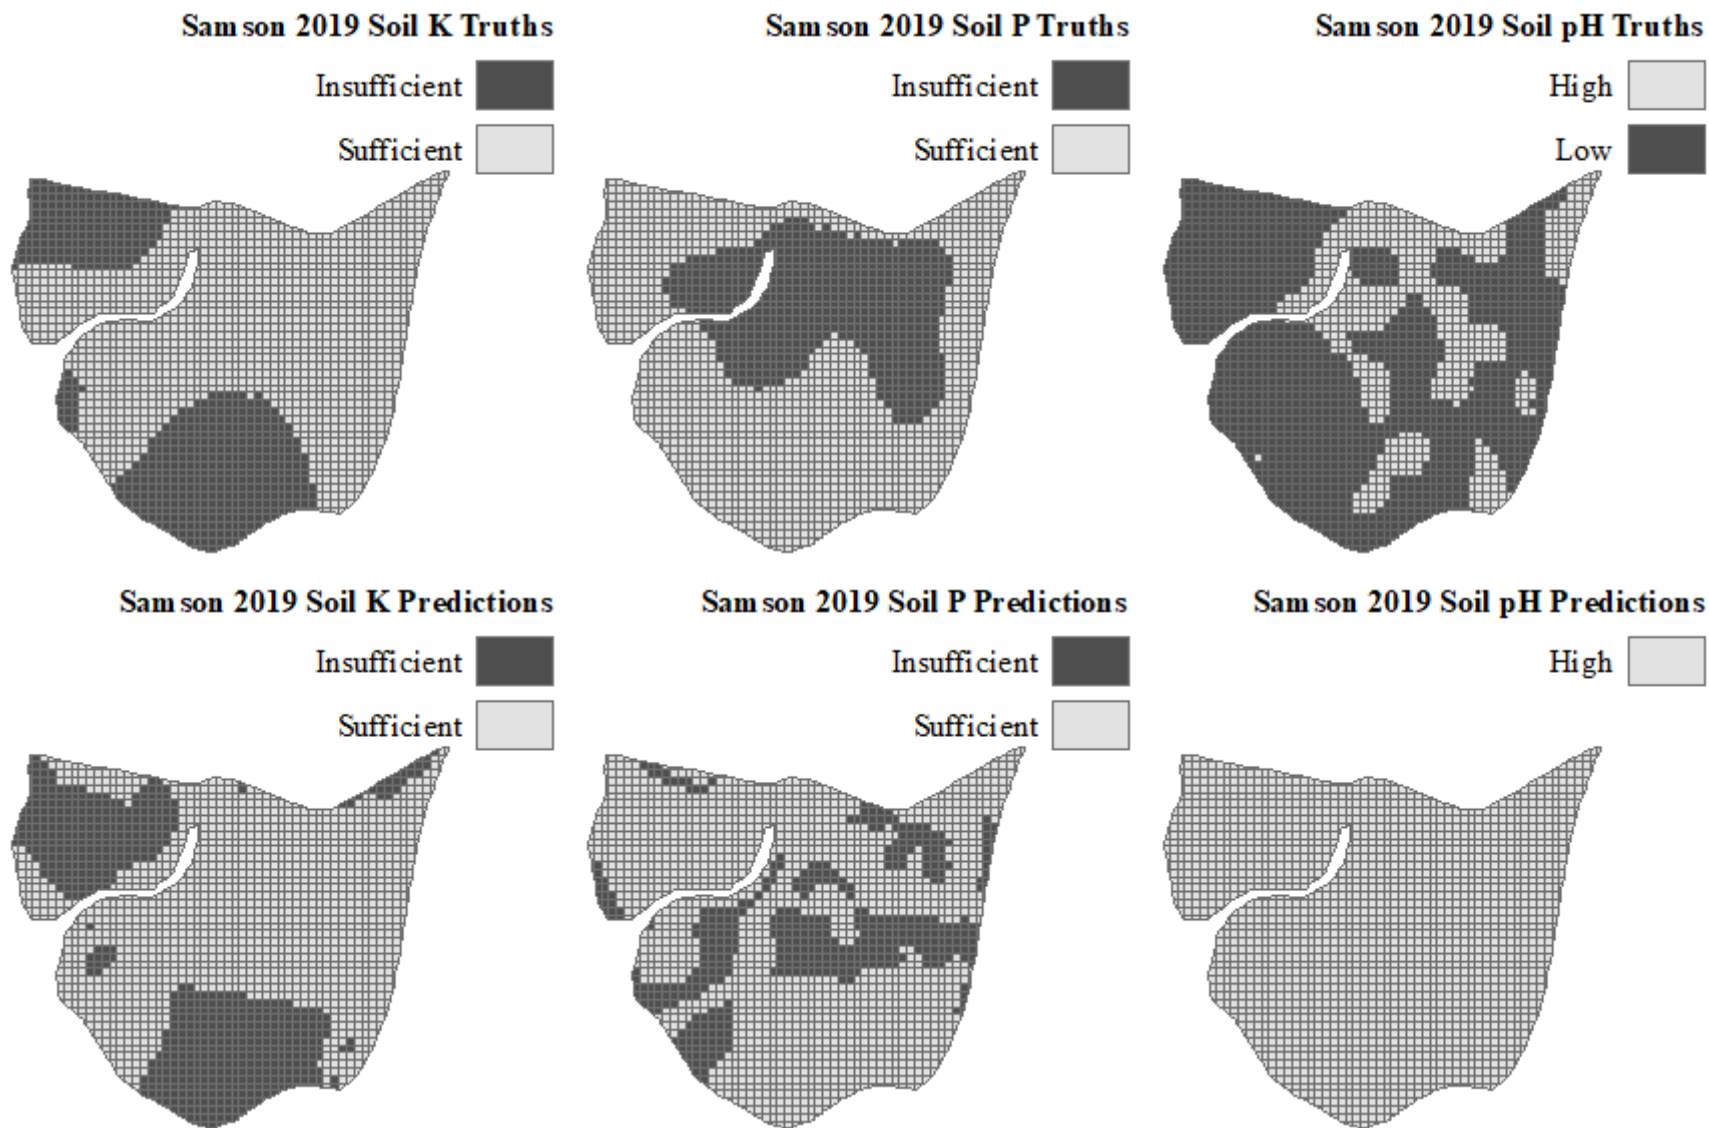 Samson 2019 Soil K Truths
Insufficient
Sufficient
Samson 2019 Soil P Truths
Insufficient
Sufficient
Samson 2019 Soil pH Truths
High
Low
Samson 2019 Soil K Predictions
Insufficient
Sufficient
Samson 2019 Soil P Predictions
Insufficient
Sufficient
Samson 2019 Soil pH Predictions
High